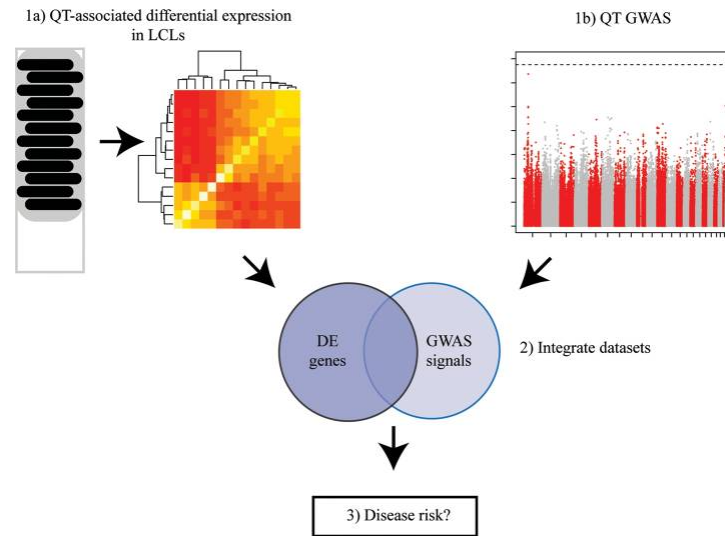 1a) QT-associated differential expression
in LCLs
1b) QT GWAS
DE
genes
GWAS
signals
2) Integrate datasets
3) Disease risk?